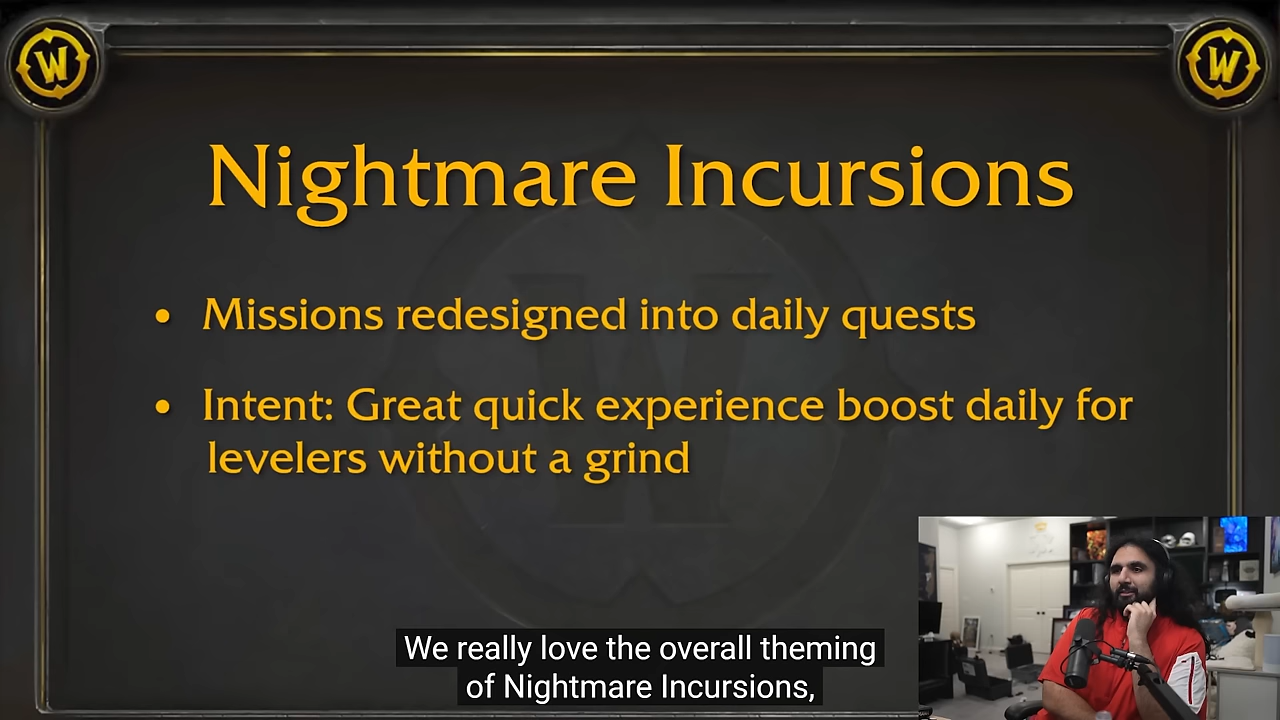 W
W
Nightmare Incursions
• Missions redesigned into daily quests
• Intent: Great quick experience boost daily for
levelers without a grind
We really love the overall theming
of Nightmare Incursions,